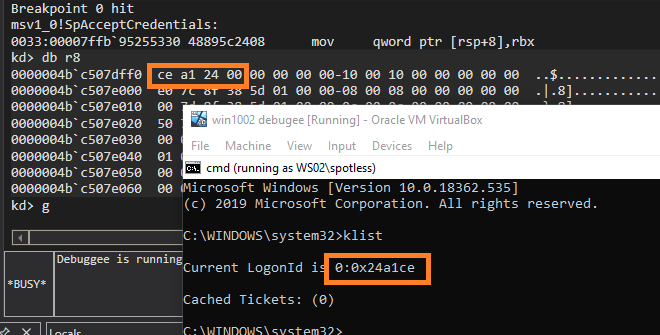 Breakpoint 0 hit
msv1_0!SpAcceptCredentials:
0033:00007ffb`95255330 48895c2408 mov qword ptr [rsp+8],rbx
kd> db r8
0000004b`c507dff0 ce a1 24 00 00 00 00 00-10 00 10 00 00 00 00 00 ..$.............
0000004b`c507e000 e0 7c 8f 38 5d 01 00 00-08 00 08 00 00 00 00 00 .|.8]...........
0000004b`c507e010 00
0000004b`c507e020 50
0000004b`c507e030 00
0000004b`c507e040 01
0000004b`c507e050 00
0000004b`c507e060 00
kd> g
Debuggee is running
*BUSY*
Locals
win1002 debugee [Running] - Oracle VM VirtualBox
File Machine View Input Devices Help
cmd (running as WS02\spotless)
Microsoft Windows [Version 10.0.18362.535]
(c) 2019 Microsoft Corporation. All rights reserved.
C:\WINDOWS\system32>klist
Current LogonId is 0:0x24a1ce
Cached Tickets: (0)
C:\WINDOWS\system32>